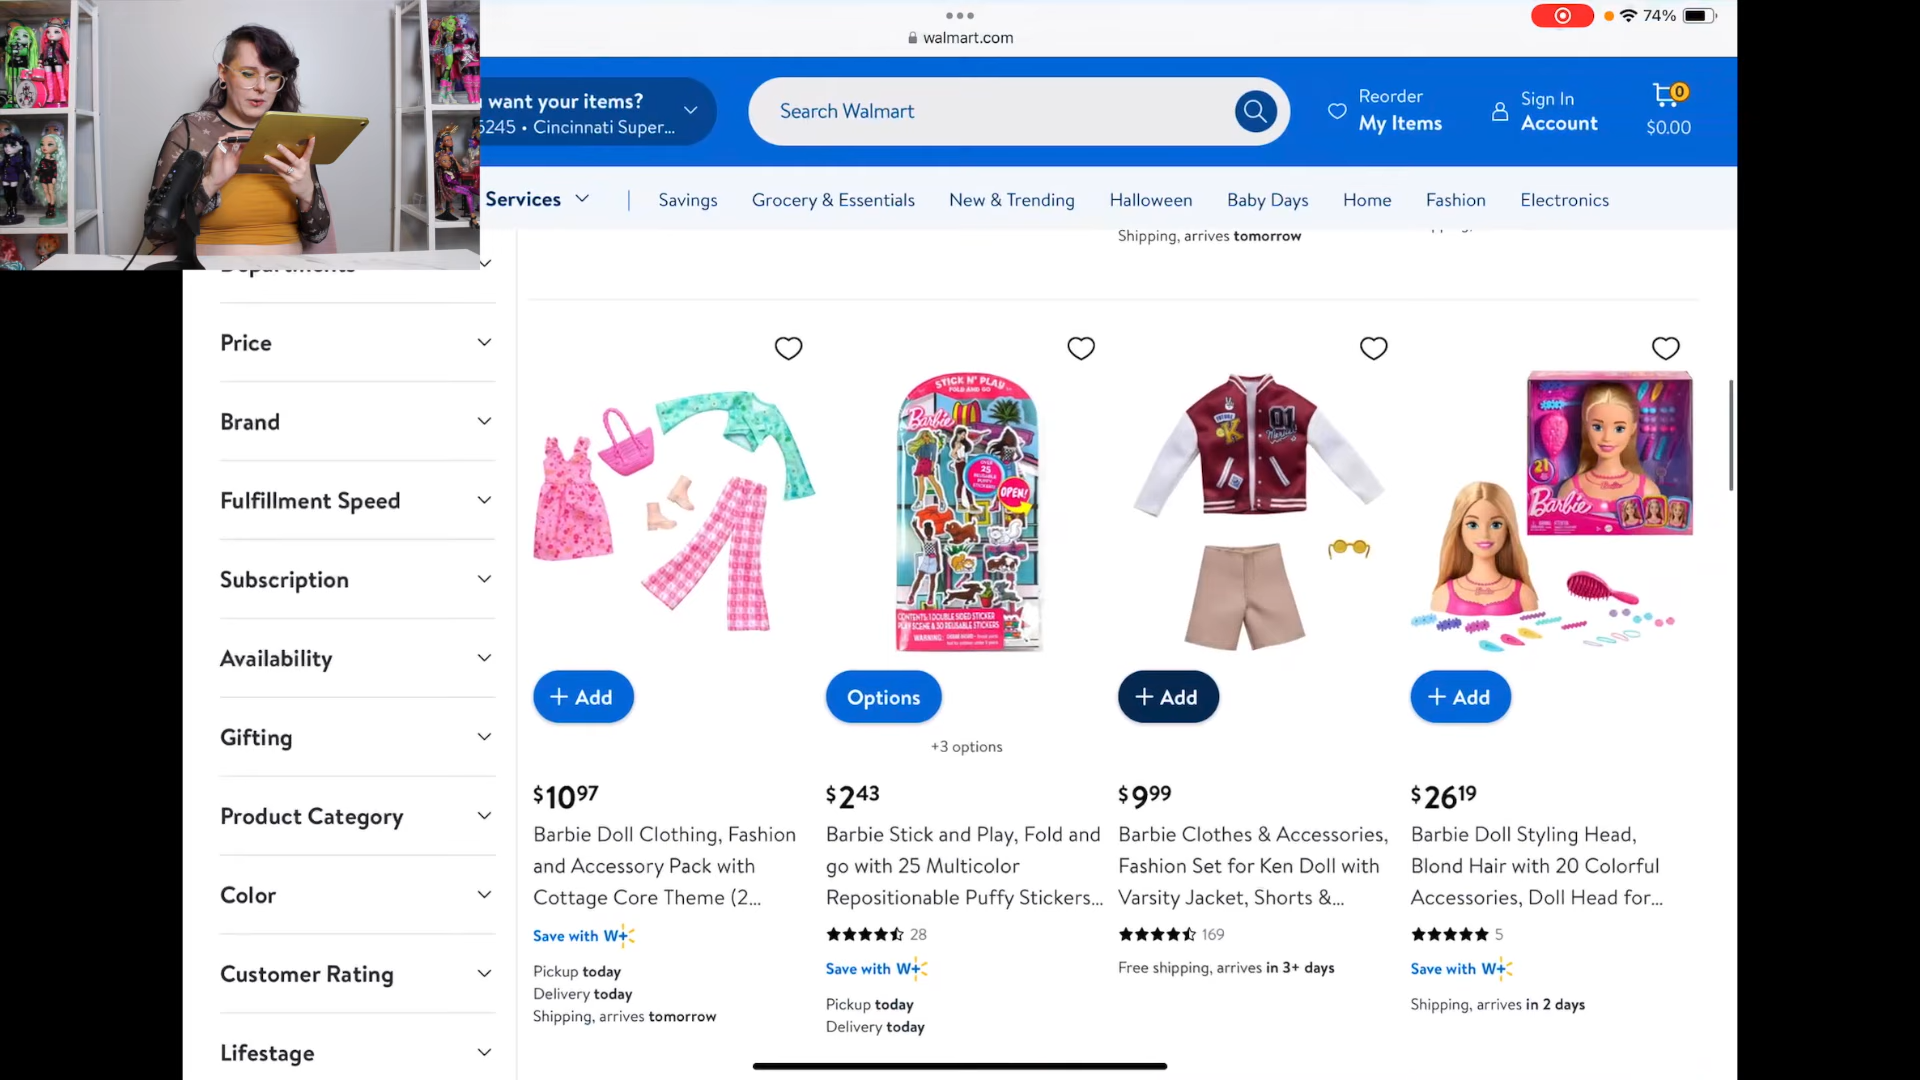 walmart.com
74%
want your items?
5245 • Cincinnati Super...
Search Walmart
Reorder
My Items
Sign In
Account
0
$0.00
Services
Savings
Grocery & Essentials
New & Trending
Halloween
Baby Days
Home
Fashion
Electronics
Shipping, arrives tomorrow
Departments
Price
Brand
Fulfillment Speed
Subscription
Availability
Gifting
Product Category
Color
Customer Rating
Lifestage
STICK N' PLAY
FOLD AND GO
Barbie
OVER 25 REUSABLE PUFFY STICKERS
OPEN!
CONTENTS: 1 DOUBLE SIDED STICKER
PLAY SCENE & 30 REUSABLE STICKERS
WARNING:
K
01
21
Barbie
+ Add
Options
+ Add
+ Add
+3 options
$10 97
$2 43
$9 99
$26 19
Barbie Doll Clothing, Fashion
and Accessory Pack with
Cottage Core Theme (2...
Save with W+
Pickup today
Delivery today
Shipping, arrives tomorrow
Barbie Stick and Play, Fold and
go with 25 Multicolor
Repositionable Puffy Stickers...
28
Save with W+
Pickup today
Delivery today
Barbie Clothes & Accessories,
Fashion Set for Ken Doll with
Varsity Jacket, Shorts &...
169
Free shipping, arrives in 3+ days
Barbie Doll Styling Head,
Blond Hair with 20 Colorful
Accessories, Doll Head for...
5
Save with W+
Shipping, arrives in 2 days